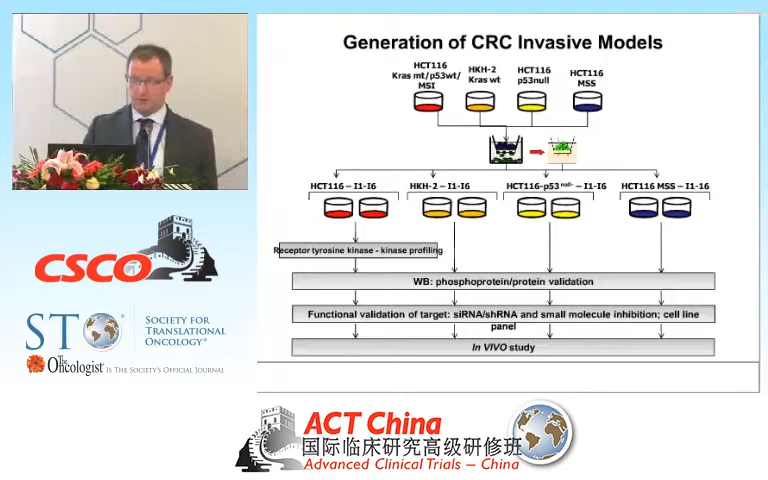 Generation of CRC Invasive Models
HCT116
Kras mt/p53wt/
MSI
HKH-2
Kras wt
HCT116
p53null
HCT116
MSS
HCT116 – I1-I6
HKH-2 – I1-I6
HCT116-p53 null- – I1-I6
HCT116 MSS – I1-16
Receptor tyrosine kinase - kinase profiling
WB: phosphoprotein/protein validation
Functional validation of target: siRNA/shRNA and small molecule inhibition; cell line
panel
In VIVO study
CSCO
STO
SOCIETY FOR
TRANSLATIONAL
ONCOLOGY®
The Oncologist® IS THE SOCIETY'S OFFICIAL JOURNAL
ACT China
国际临床研究高级研修班
Advanced Clinical Trials – China